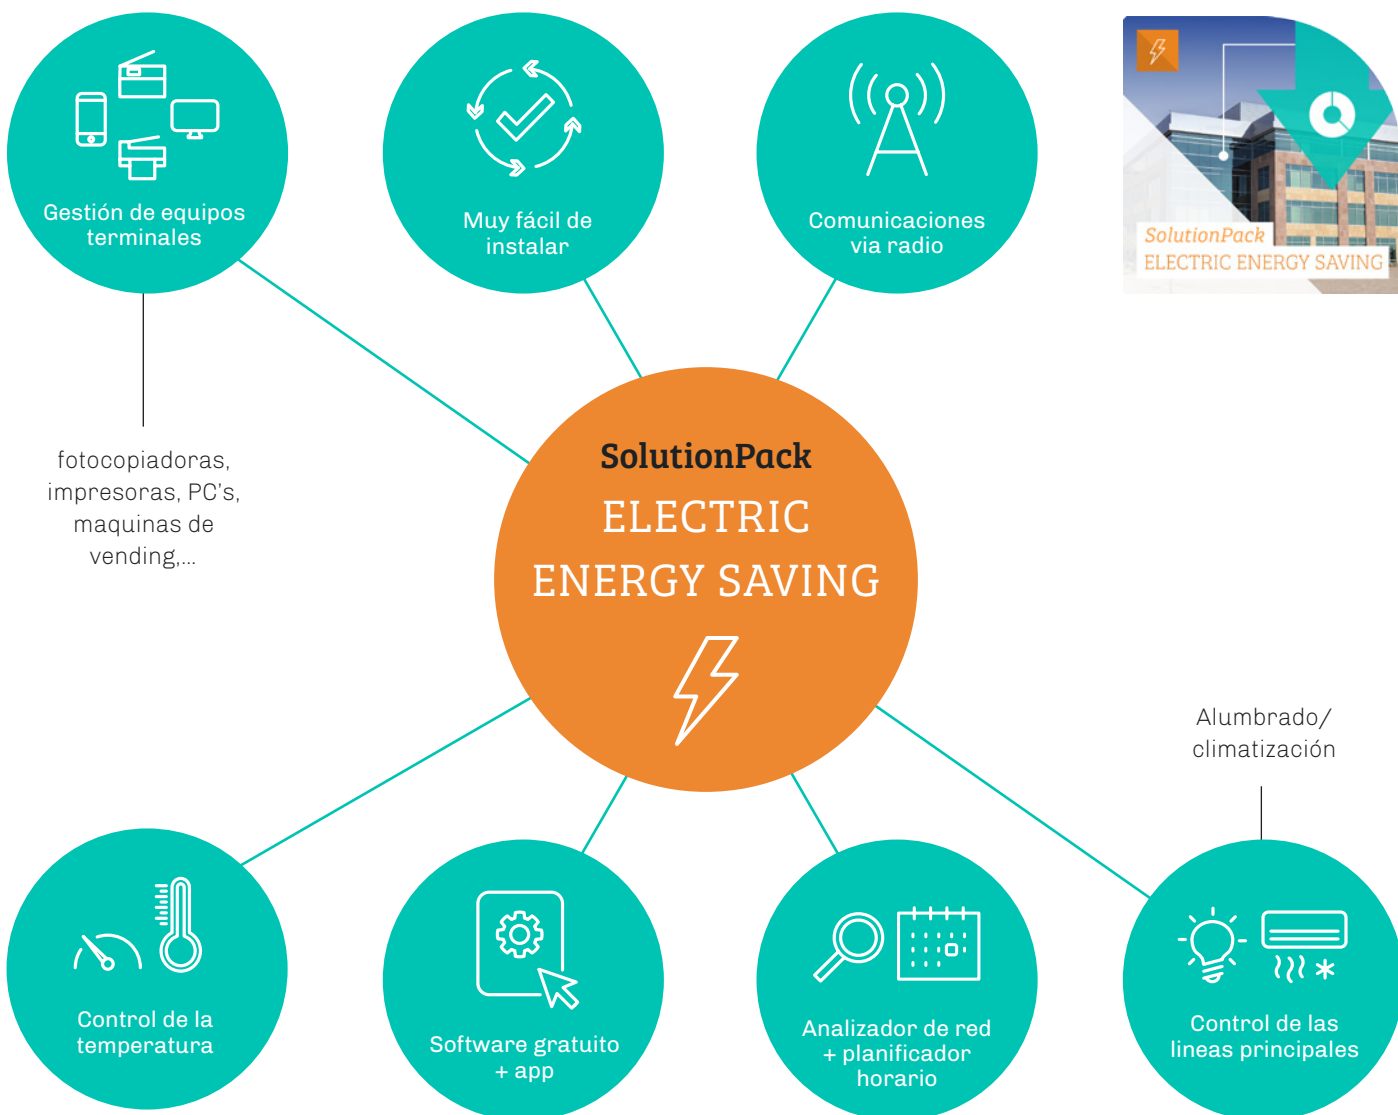 Gestión de equipos
terminales
Muy fácil de
instalar
Comunicaciones
via radio
SolutionPack
ELECTRIC ENERGY SAVING
fotocopiadoras,
impresoras, PC's,
maquinas de
vending,...
SolutionPack
ELECTRIC
ENERGY SAVING
Alumbrado/
climatización
Control de la
temperatura
Software gratuito
+ app
Analizador de red
+ planificador
horario
Control de las
lineas principales